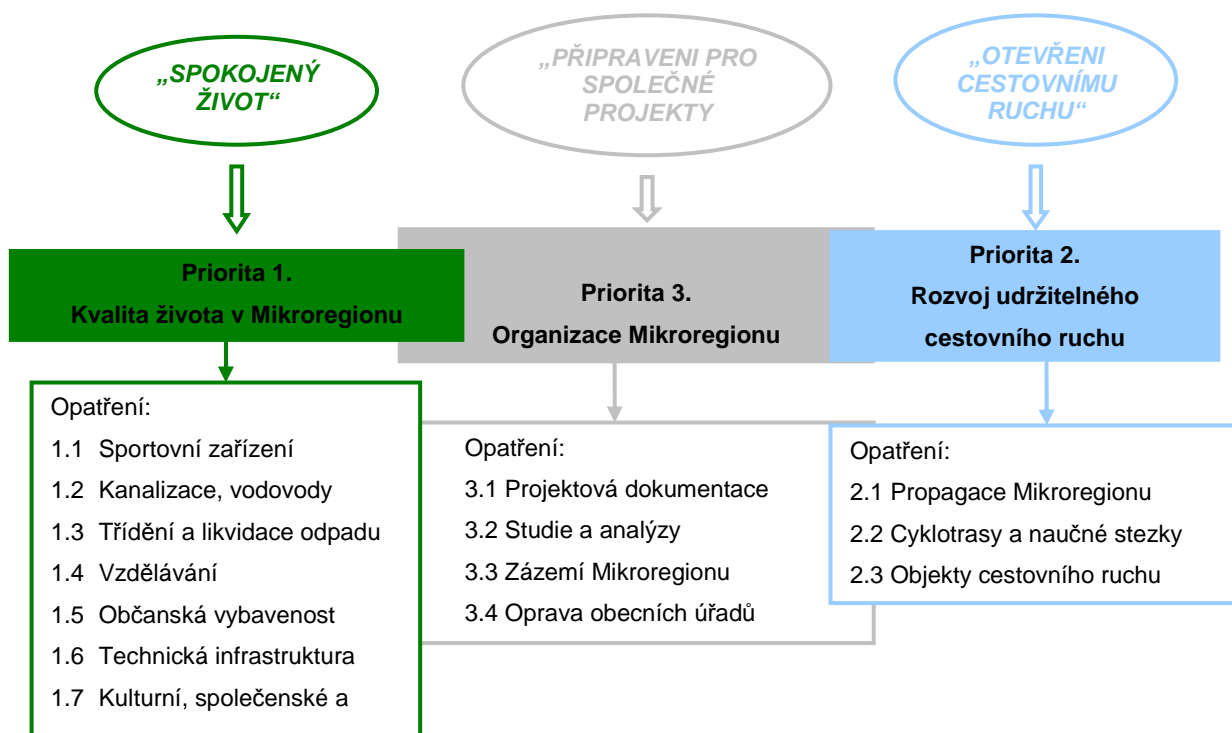 „SPOKOJENÝ
ŽIVOT“
„PŘIPRAVENI PRO
SPOLEČNÉ
PROJEKTY
„OTEVŘENI
CESTOVNÍMU
RUCHU“
Priorita 1.
Kvalita života v Mikroregionu
Priorita 3.
Organizace Mikroregionu
Priorita 2.
Rozvoj udržitelného
cestovního ruchu
Opatření:
1.1 Sportovní zařízení
1.2 Kanalizace, vodovody
1.3 Třídění a likvidace odpadu
1.4 Vzdělávání
1.5 Občanská vybavenost
1.6 Technická infrastruktura
1.7 Kulturní, společenské a
Opatření:
3.1 Projektová dokumentace
3.2 Studie a analýzy
3.3 Zázemí Mikroregionu
3.4 Oprava obecních úřadů
Opatření:
2.1 Propagace Mikroregionu
2.2 Cyklotrasy a naučné stezky
2.3 Objekty cestovního ruchu